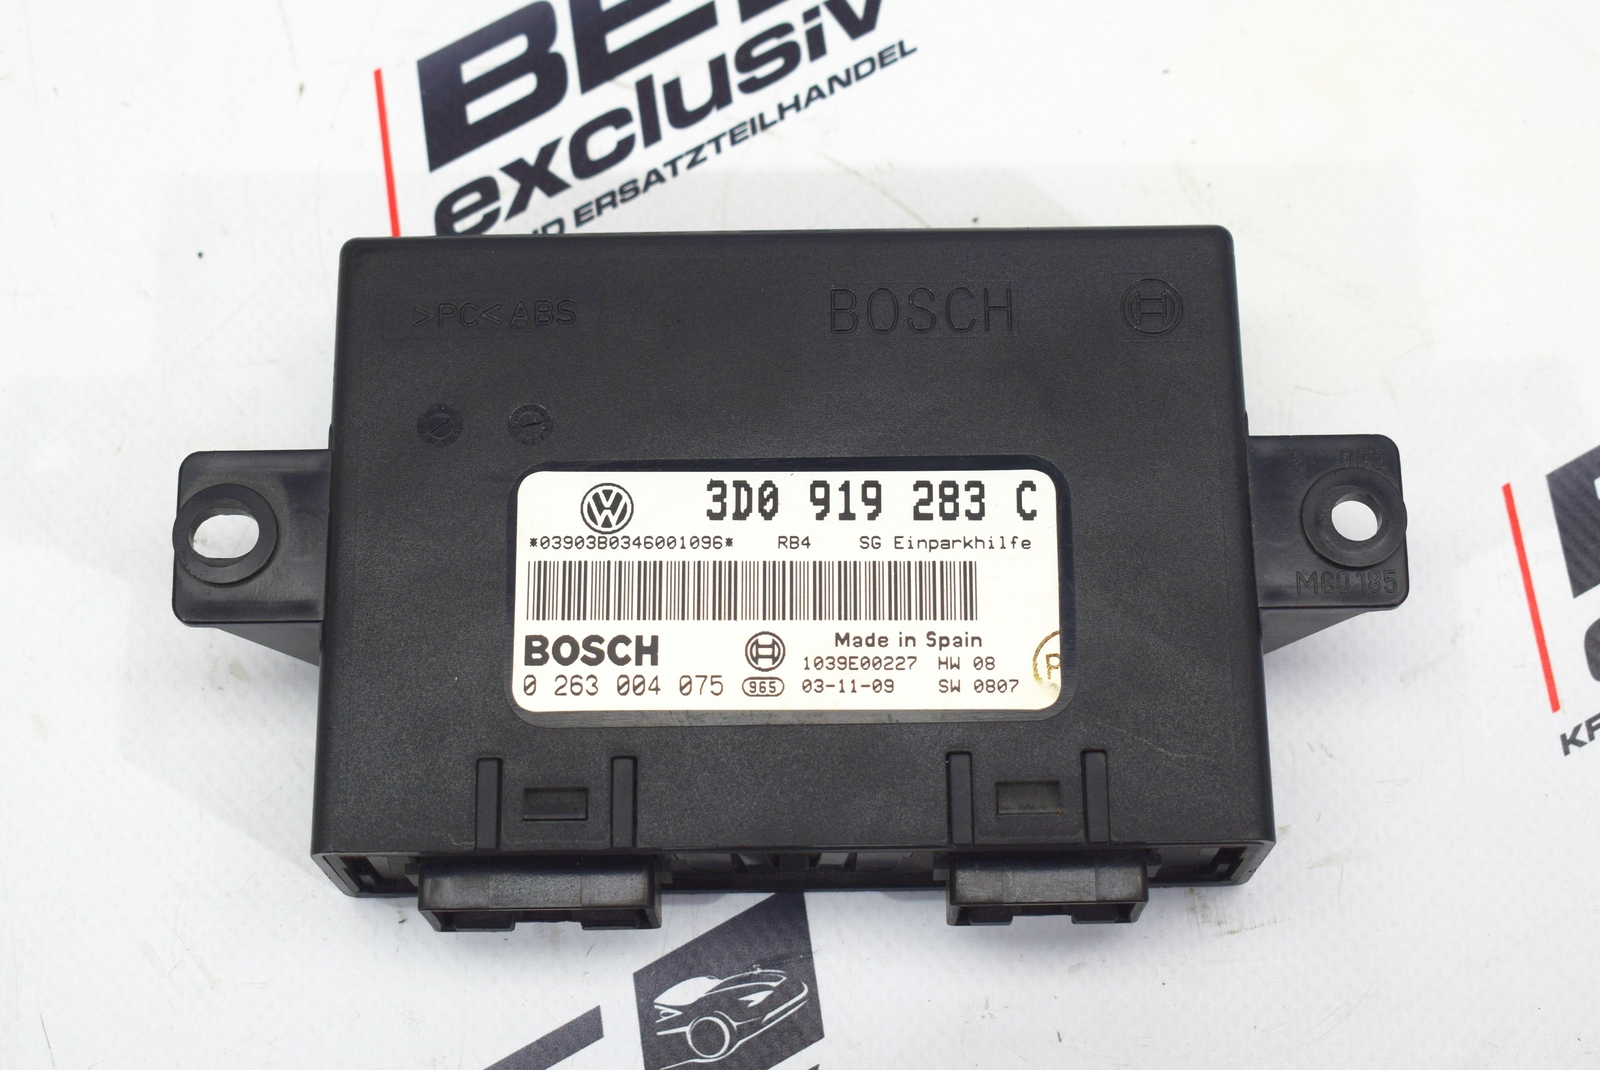 exclusiv
ERSATZTEILHANDEL
>PC< ABS
BOSCH
3D0 919 283 C
*03903B0346001096* RB4 SG Einparkhilfe
BOSCH
Made in Spain
1039E00227 HW 08
0 263 004 075 965 03-11-09 SW 0807
MG0185